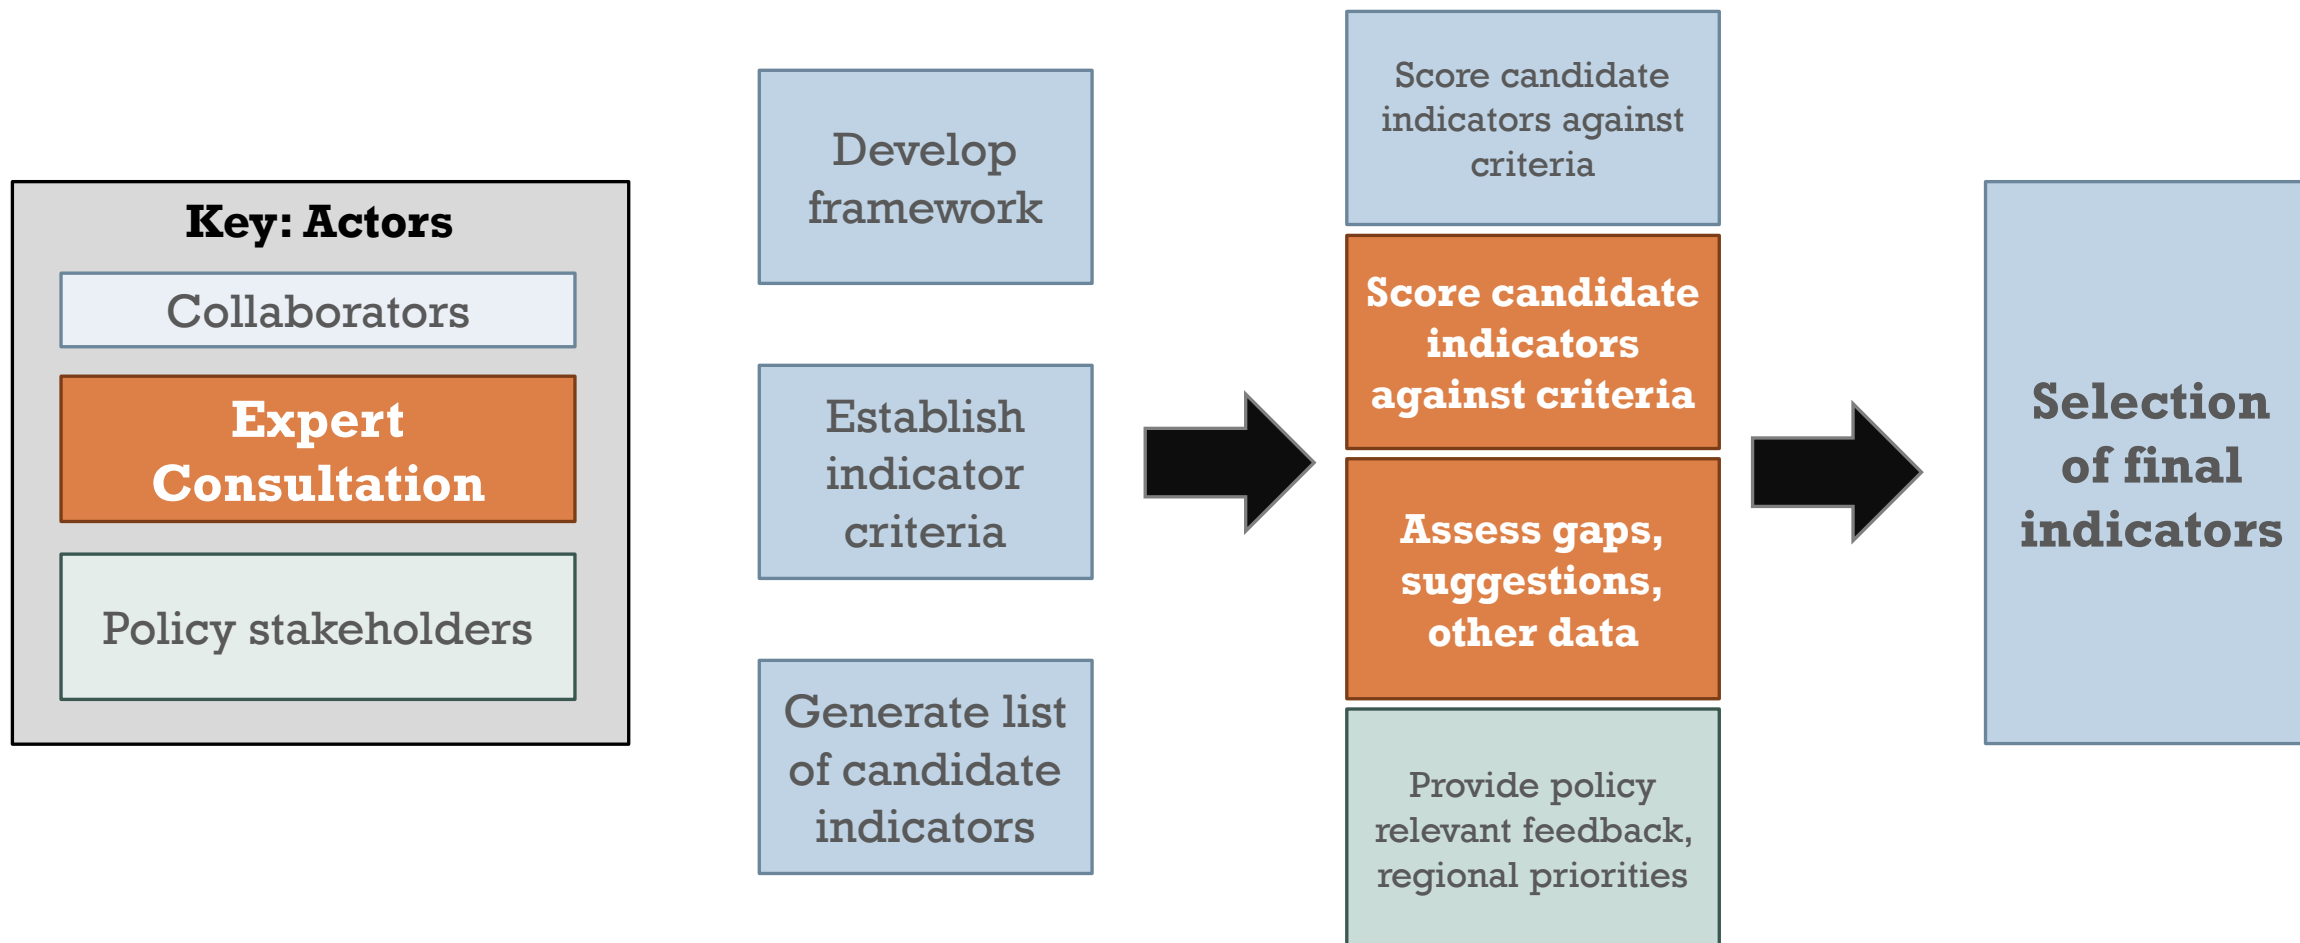 Key: Actors
Collaborators
Expert
Consultation
Policy stakeholders
Develop
framework
Establish
indicator
criteria
Generate list
of candidate
indicators
Score candidate
indicators against
criteria
Score candidate
indicators
against criteria
Assess gaps,
suggestions,
other data
Provide policy
relevant feedback,
regional priorities
Selection
of final
indicators